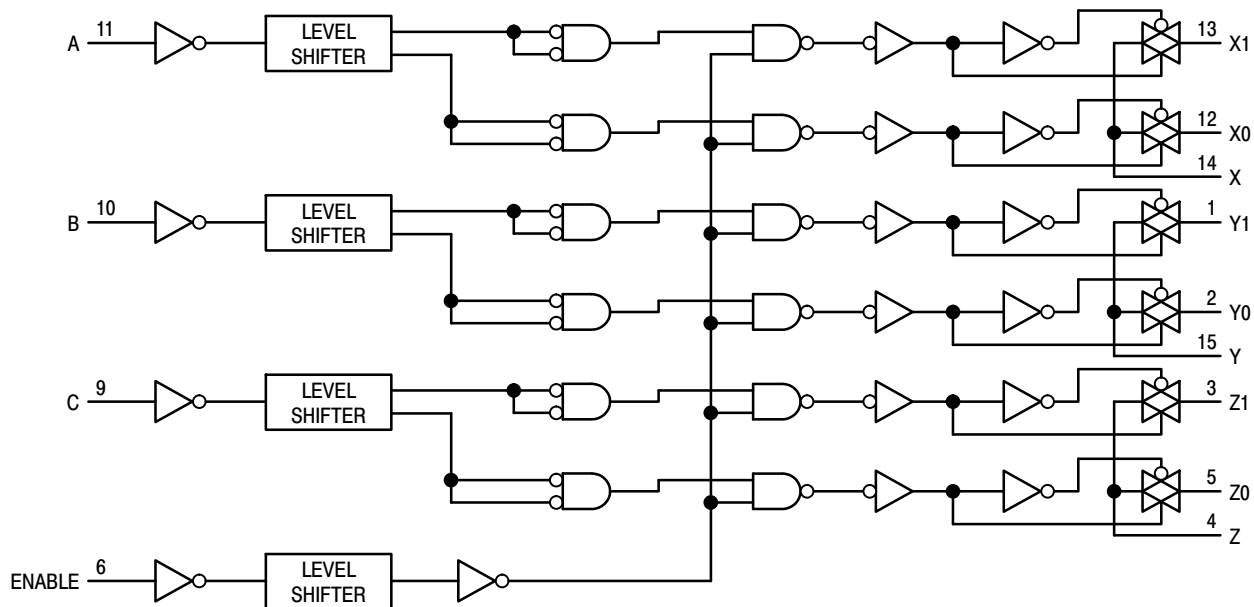 A 11 LEVEL SHIFTER 13 X1
12 X0
14 X
B 10 LEVEL SHIFTER 1 Y1
2 Y0
15 Y
C 9 LEVEL SHIFTER 3 Z1
5 Z0
4 Z
ENABLE 6 LEVEL SHIFTER